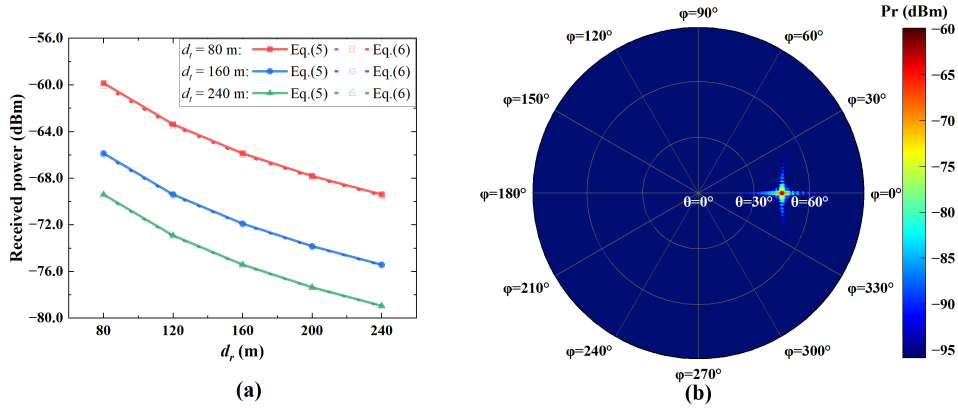 −56.0
−60.0
−64.0
−68.0
−72.0
−76.0
−80.0
Received power (dBm)
d_t = 80 m: Eq.(5) Eq.(6)
d_t = 160 m: Eq.(5) Eq.(6)
d_t = 240 m: Eq.(5) Eq.(6)
80 120 160 200 240
d_r (m)
(a)
φ=90°
φ=120° φ=60°
φ=150° φ=30°
φ=180° θ=0° θ=30° θ=60° φ=0°
φ=210° φ=330°
φ=240° φ=300°
φ=270°
(b)
Pr (dBm)
−60
−65
−70
−75
−80
−85
−90
−95